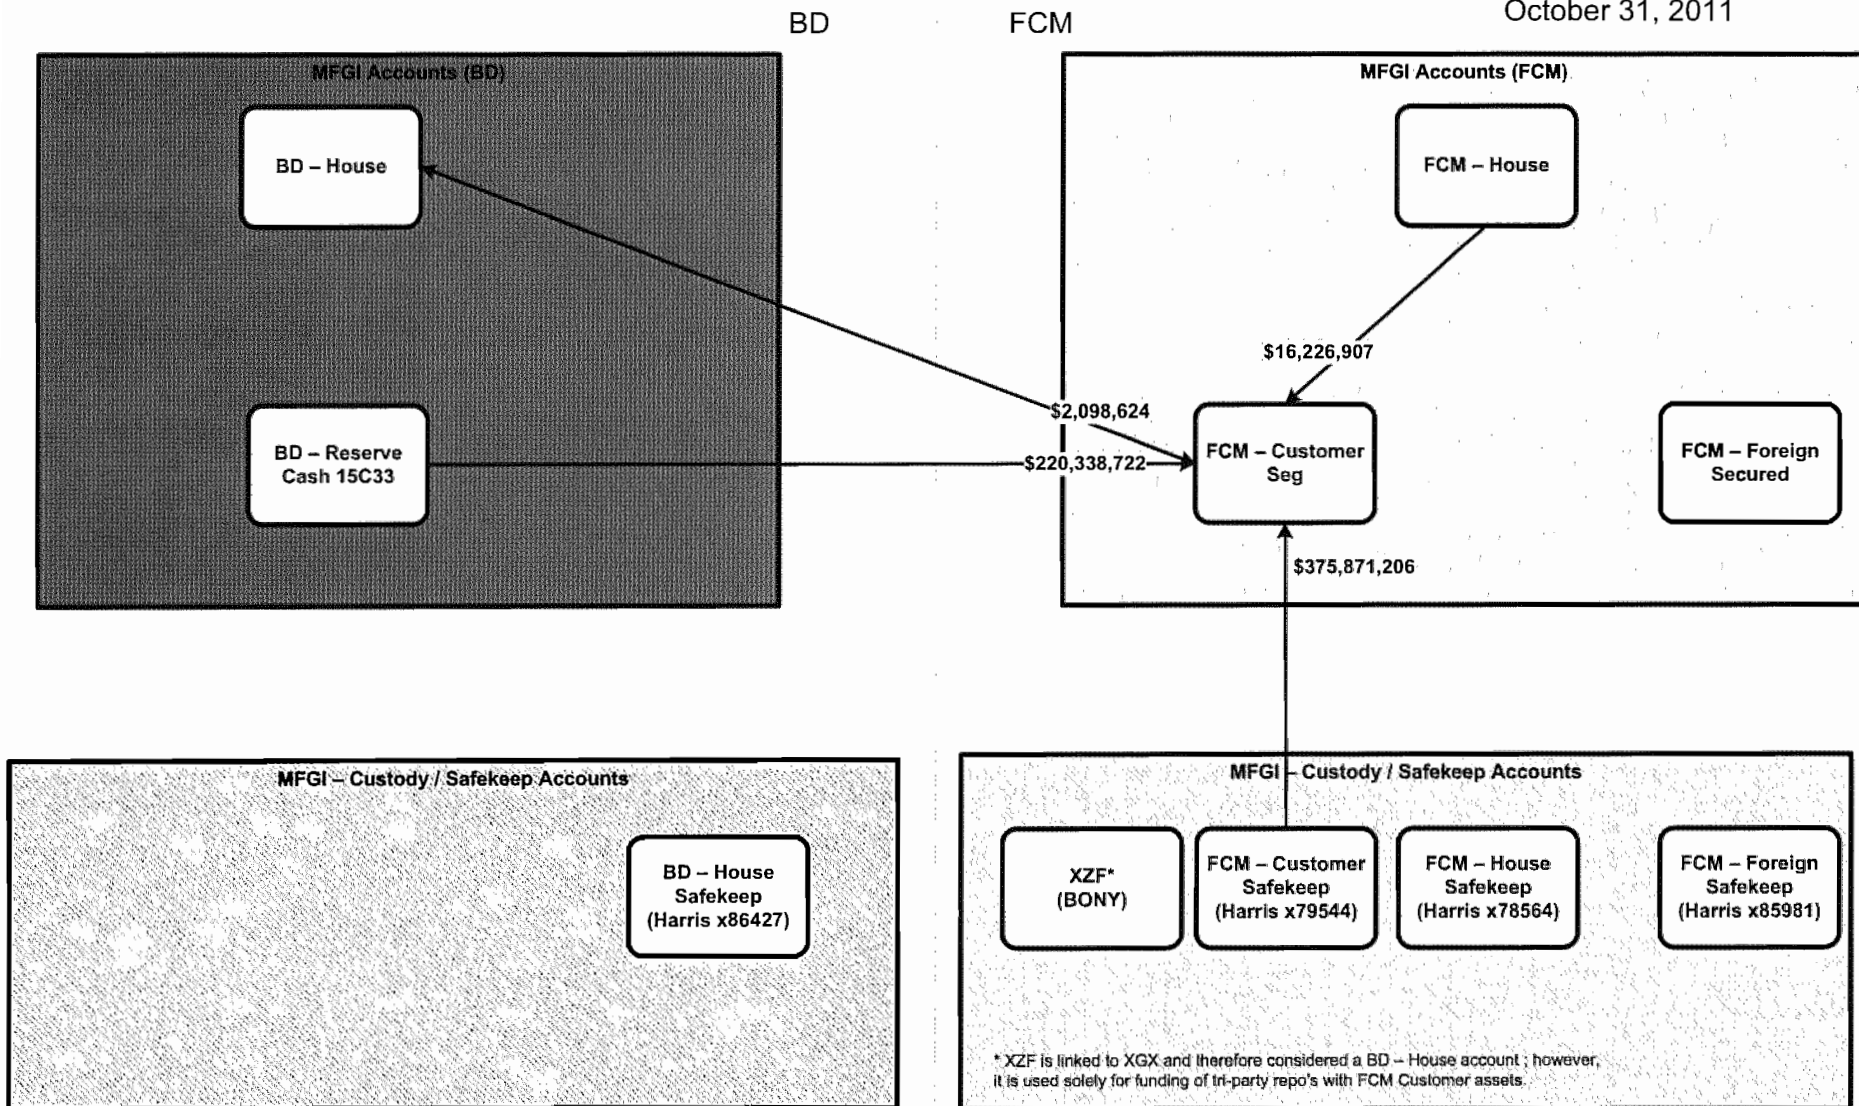 October 31, 2011
BD
FCM
MFGI Accounts (BD)
BD – House
BD – Reserve
Cash 15C33
MFGI Accounts (FCM)
FCM – House
$16,226,907
$2,098,624
$220,338,722
FCM – Customer
Seg
FCM – Foreign
Secured
$375,871,206
MFGI – Custody / Safekeep Accounts
BD – House
Safekeep
(Harris x86427)
MFGI – Custody / Safekeep Accounts
XZF*
(BONY)
FCM – Customer
Safekeep
(Harris x79544)
FCM – House
Safekeep
(Harris x78564)
FCM – Foreign
Safekeep
(Harris x85981)
* XZF is linked to XGX and therefore considered a BD – House account ; however,
it is used solely for funding of tri-party repo's with FCM Customer assets.